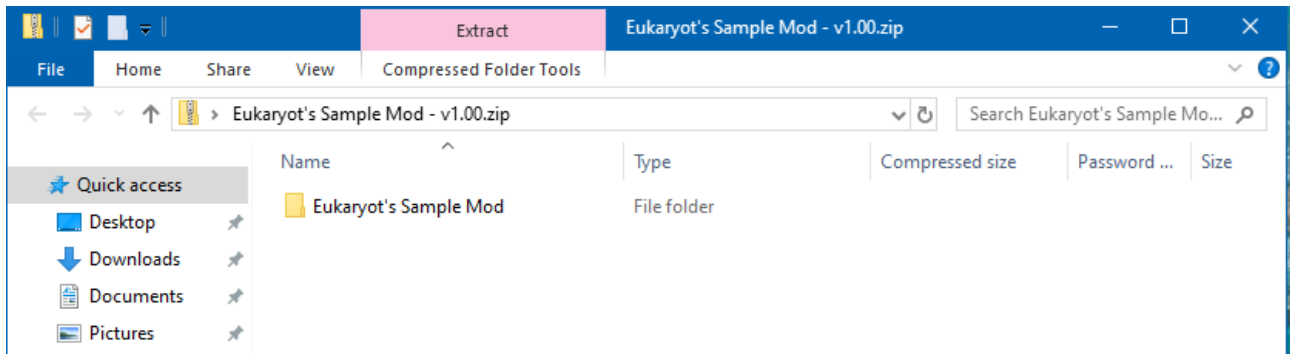 Extract
Eukaryot's Sample Mod - v1.00.zip
File Home Share View Compressed Folder Tools
Eukaryot's Sample Mod - v1.00.zip
Search Eukaryot's Sample Mo...
Name Type Compressed size Password ... Size
Quick access
Eukaryot's Sample Mod File folder
Desktop
Downloads
Documents
Pictures